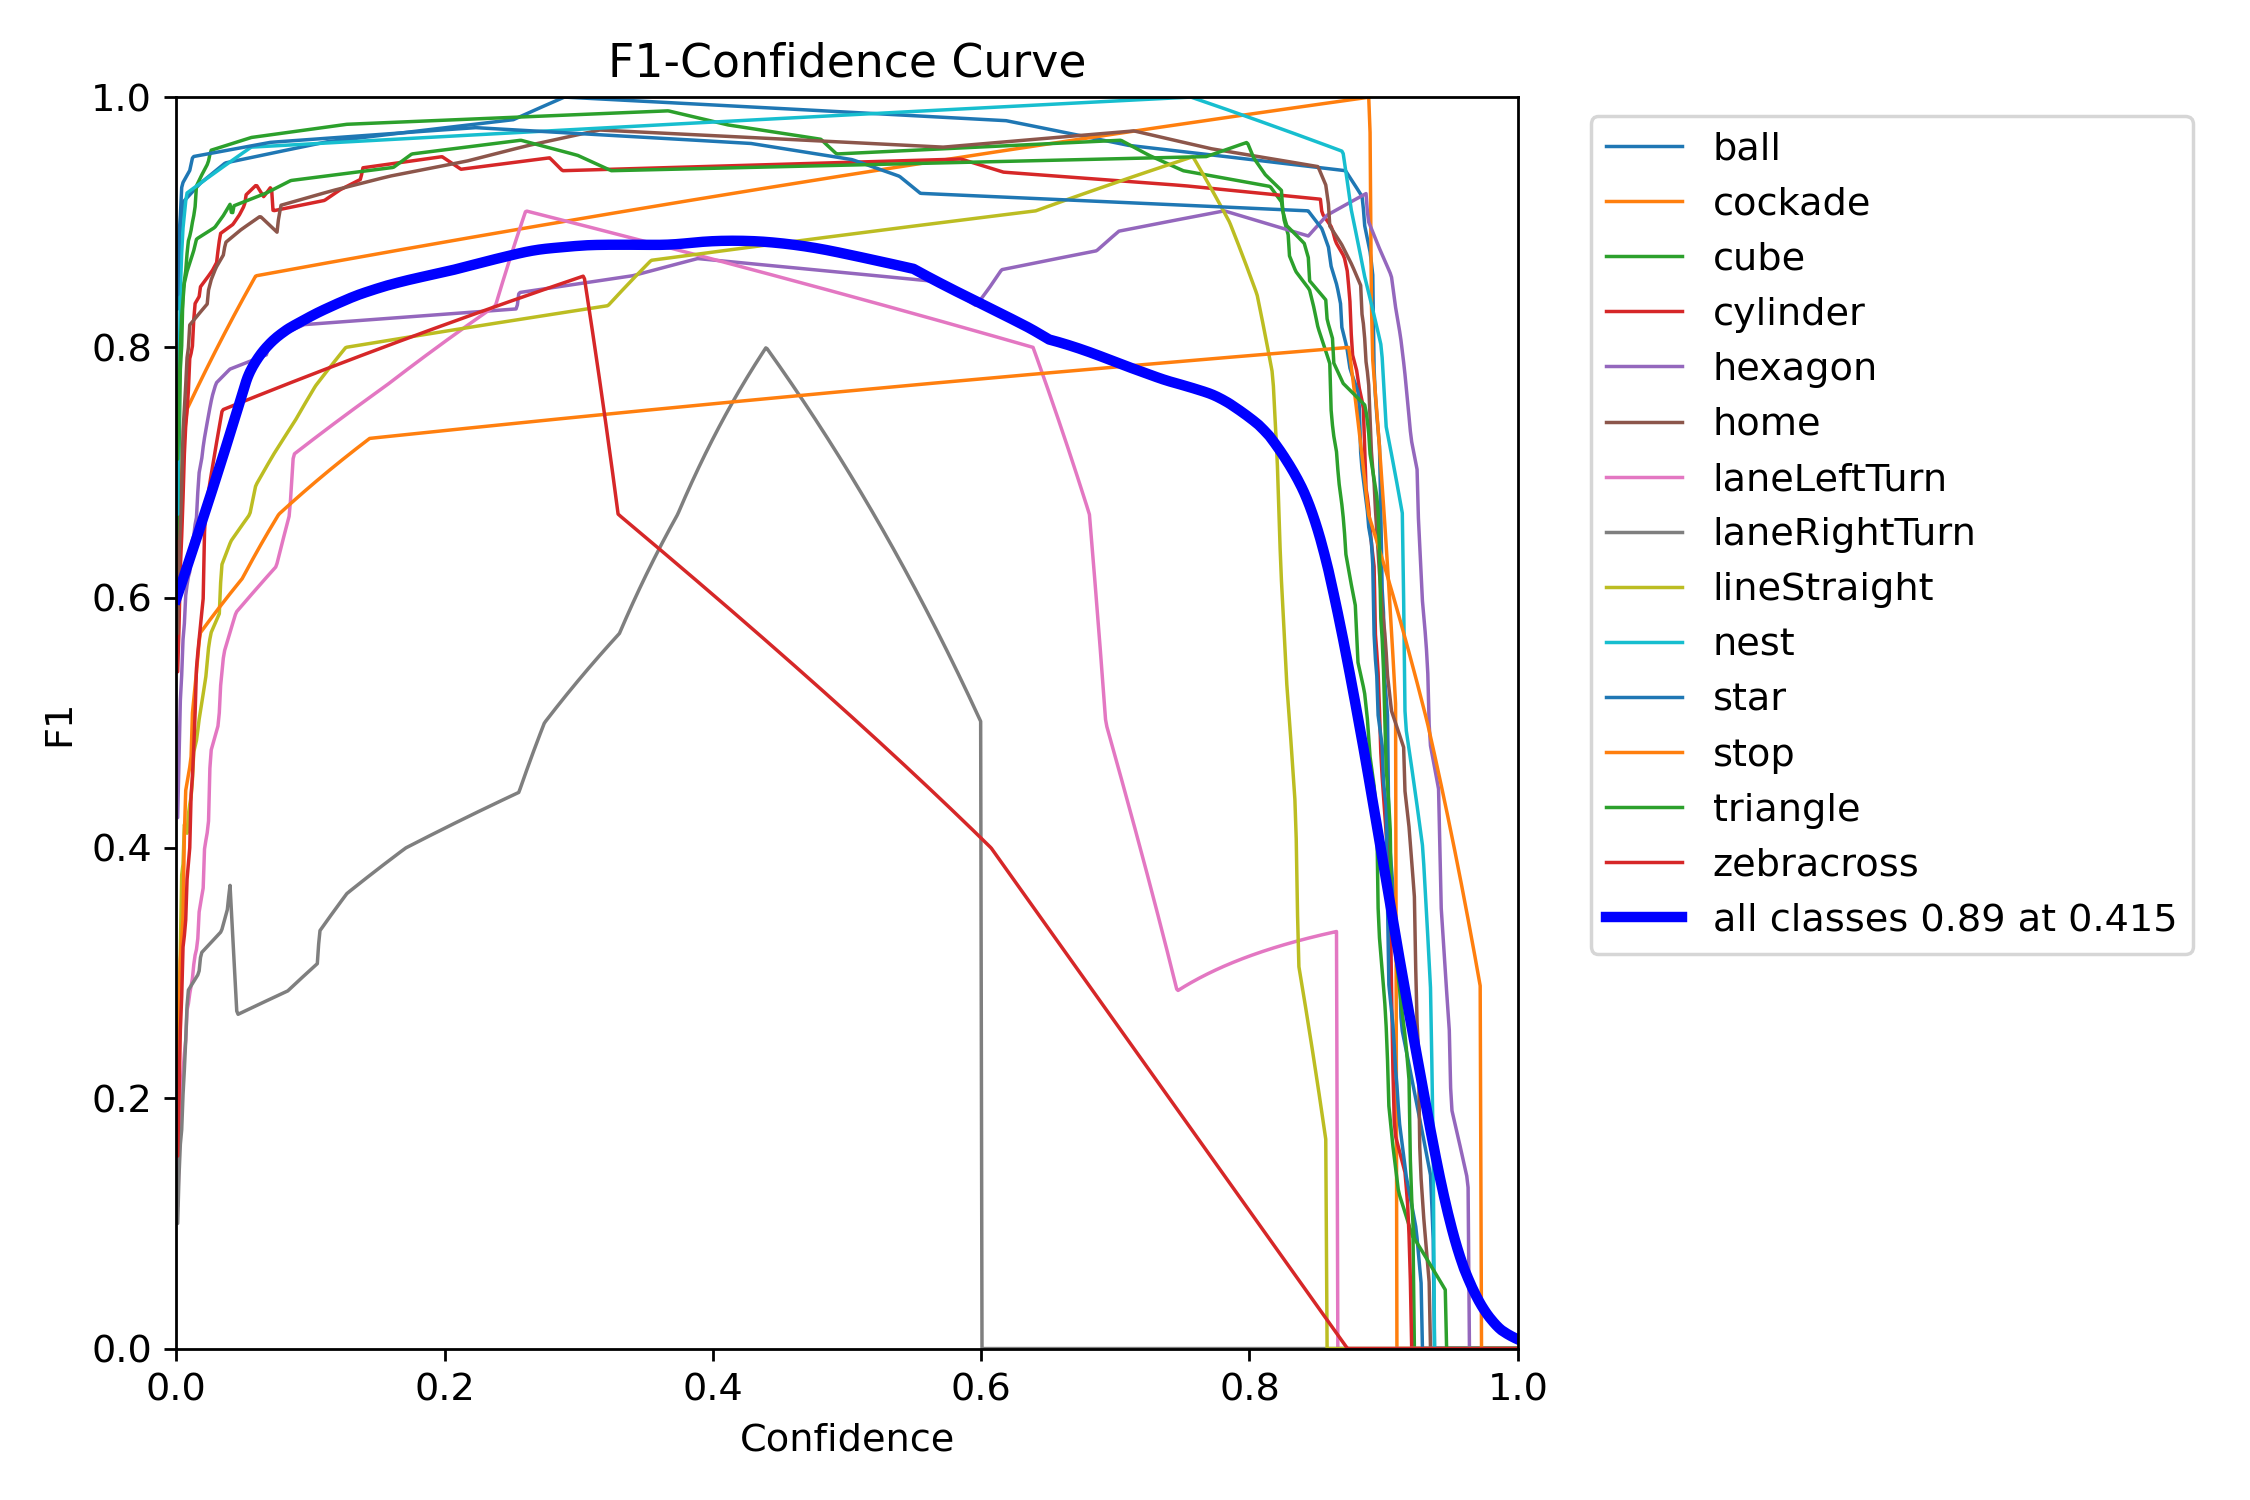 F1-Confidence Curve
1.0
0.8
0.6
0.4
0.2
0.0
F1
0.0 0.2 0.4 0.6 0.8 1.0
Confidence
ball
cockade
cube
cylinder
hexagon
home
laneLeftTurn
laneRightTurn
lineStraight
nest
star
stop
triangle
zebracross
all classes 0.89 at 0.415